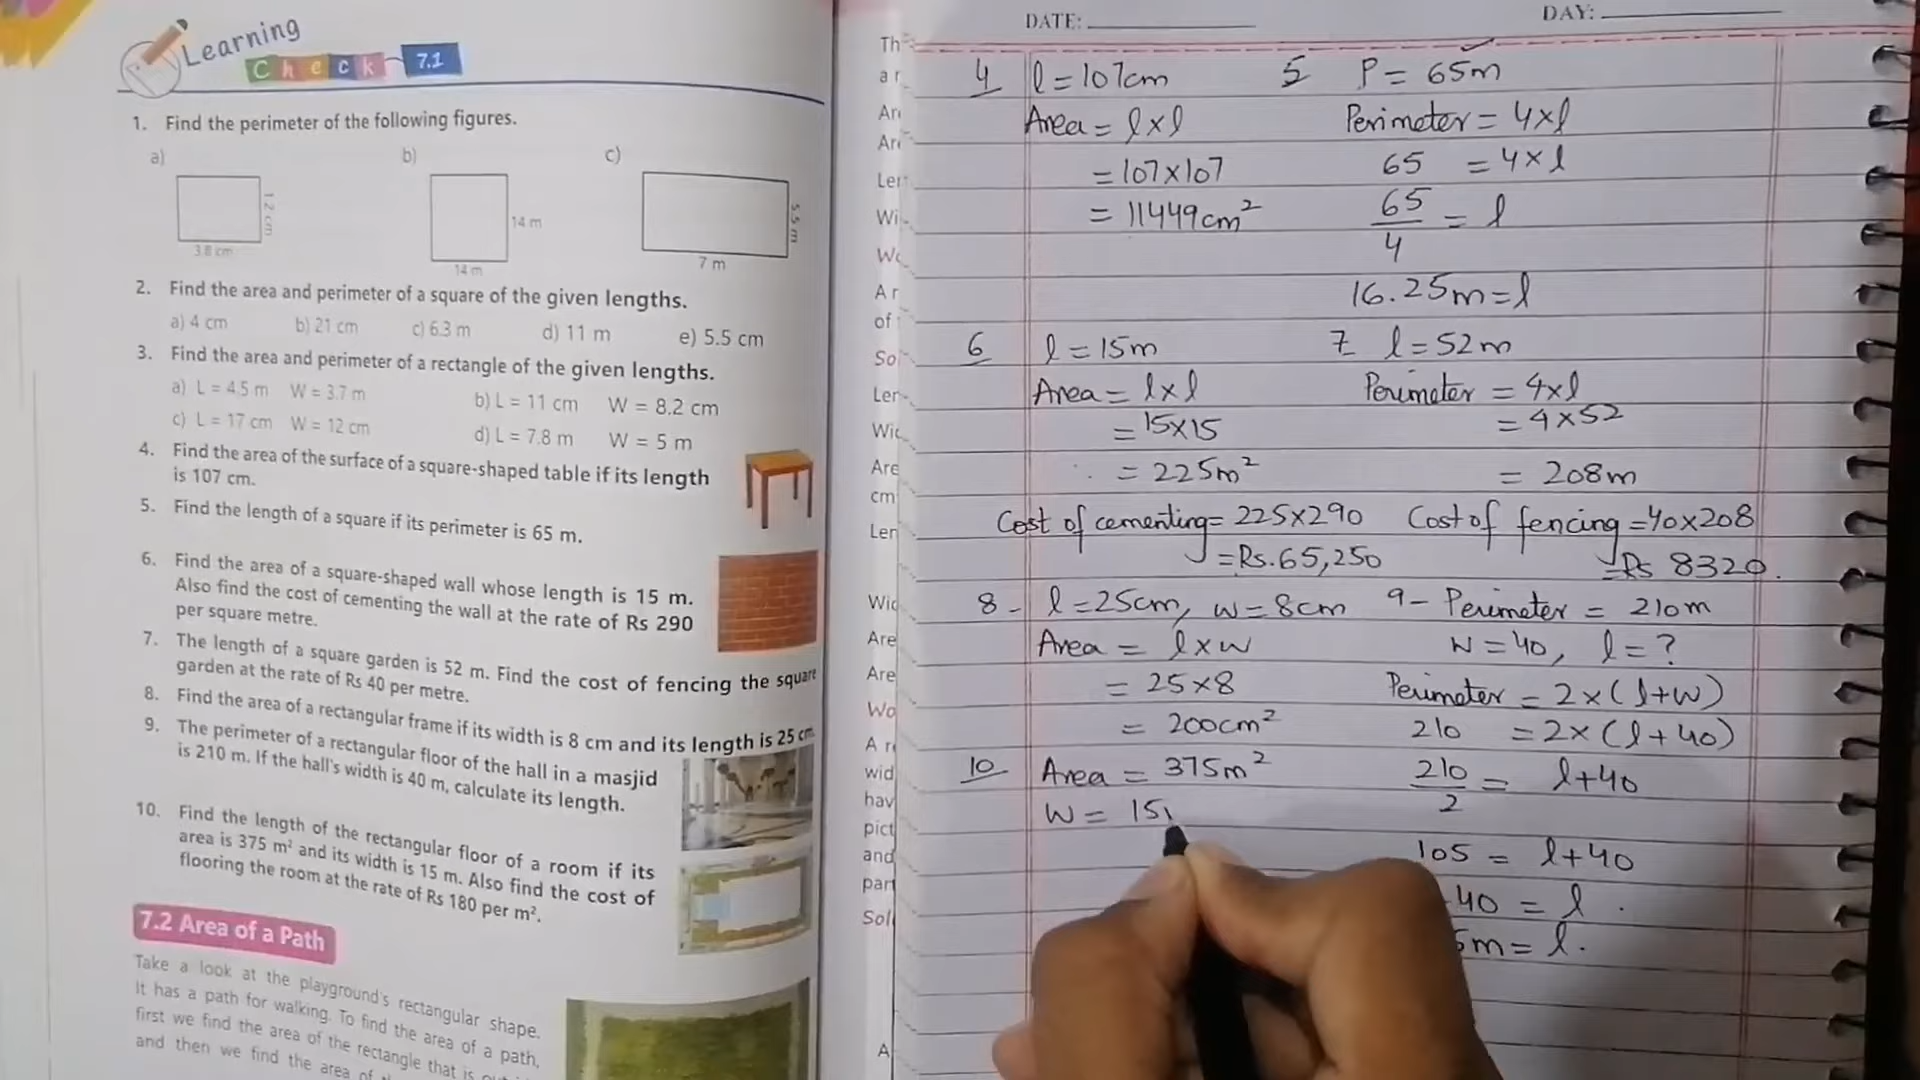 Learning
Check 7.1
1. Find the perimeter of the following figures.
a) b) c)
1.2 cm
3.8 cm
14 m
14 m
5.5 m
7 m
2. Find the area and perimeter of a square of the given lengths.
a) 4 cm b) 21 cm c) 6.3 m d) 11 m e) 5.5 cm
3. Find the area and perimeter of a rectangle of the given lengths.
a) L = 4.5 m W = 3.7 m b) L = 11 cm W = 8.2 cm
c) L = 17 cm W = 12 cm d) L = 7.8 m W = 5 m
4. Find the area of the surface of a square-shaped table if its length
is 107 cm.
5. Find the length of a square if its perimeter is 65 m.
6. Find the area of a square-shaped wall whose length is 15 m.
Also find the cost of cementing the wall at the rate of Rs 290
per square metre.
7. The length of a square garden is 52 m. Find the cost of fencing the square
garden at the rate of Rs 40 per metre.
8. Find the area of a rectangular frame if its width is 8 cm and its length is 25 cm.
9. The perimeter of a rectangular floor of the hall in a masjid
is 210 m. If the hall's width is 40 m, calculate its length.
10. Find the length of the rectangular floor of a room if its
area is 375 m² and its width is 15 m. Also find the cost of
flooring the room at the rate of Rs 180 per m².
7.2 Area of a Path
Take a look at the playground's rectangular shape.
It has a path for walking. To find the area of a path,
first we find the area of the rectangle that is
and then we find the area of
DATE: DAY:
4 l = 107cm
Area = l x l
= 107 x 107
= 11449cm²
5 P = 65m
Perimeter = 4 x l
65 = 4 x l
65/4 = l
16.25m = l
6 l = 15m
Area = l x l
= 15 x 15
= 225m²
Cost of cementing = 225 x 290
= Rs. 65,250
7 l = 52m
Perimeter = 4 x l
= 4 x 52
= 208m
Cost of fencing = 40 x 208
= Rs 8320.
8 - l = 25cm, w = 8cm
Area = l x w
= 25 x 8
= 200cm²
9 - Perimeter = 210m
W = 40, l = ?
Perimeter = 2 x (l + w)
210 = 2 x (l + 40)
210/2 = l + 40
105 = l + 40
40 = l .
m = l .
10 Area = 375m²
W = 15